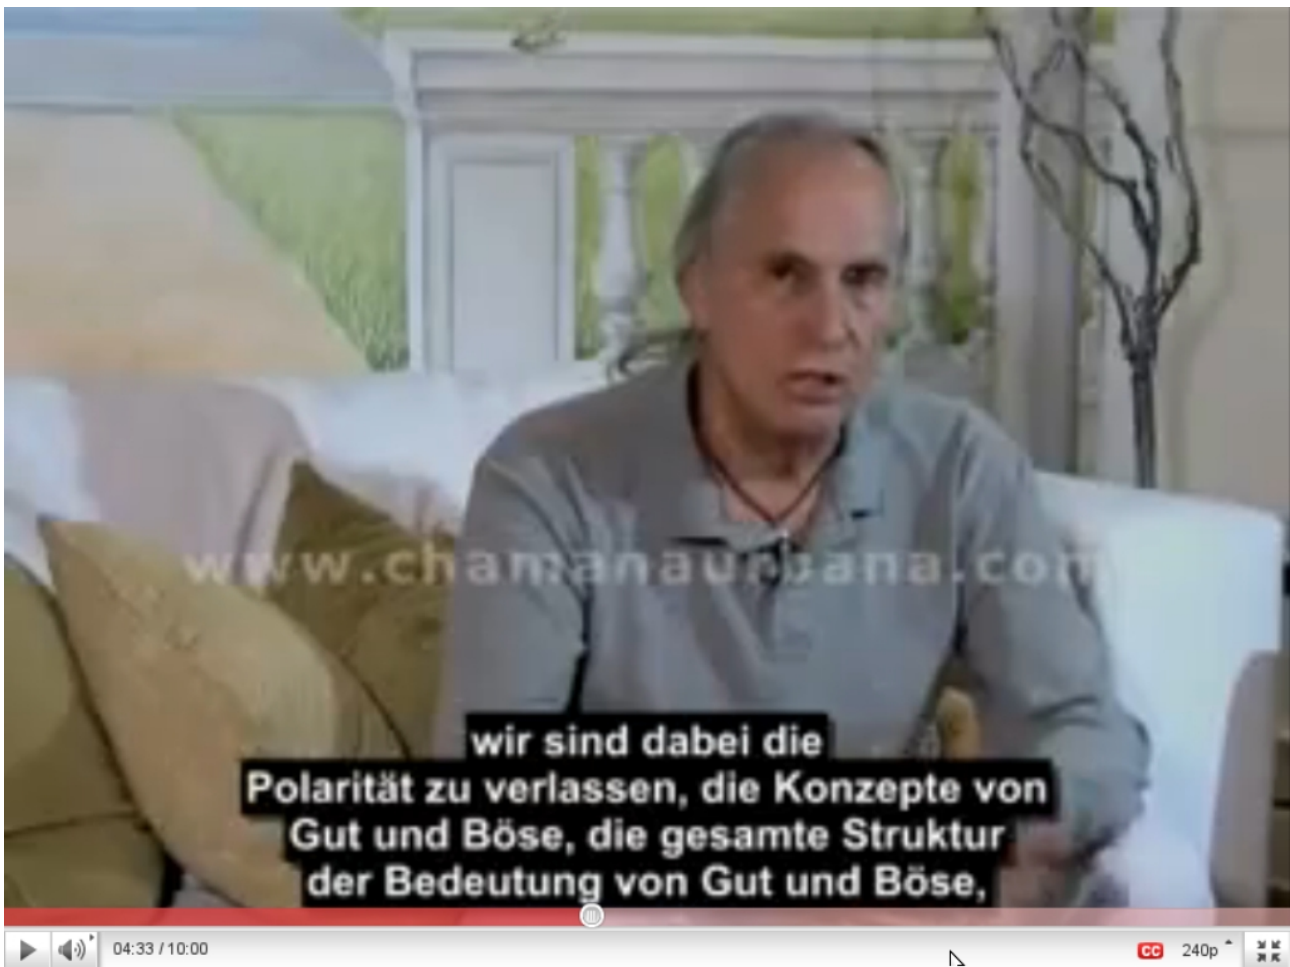 www.chamanaurbana.com
wir sind dabei die
Polarität zu verlassen, die Konzepte von
Gut und Böse, die gesamte Struktur
der Bedeutung von Gut und Böse,
04:33 / 10:00
CC
240p